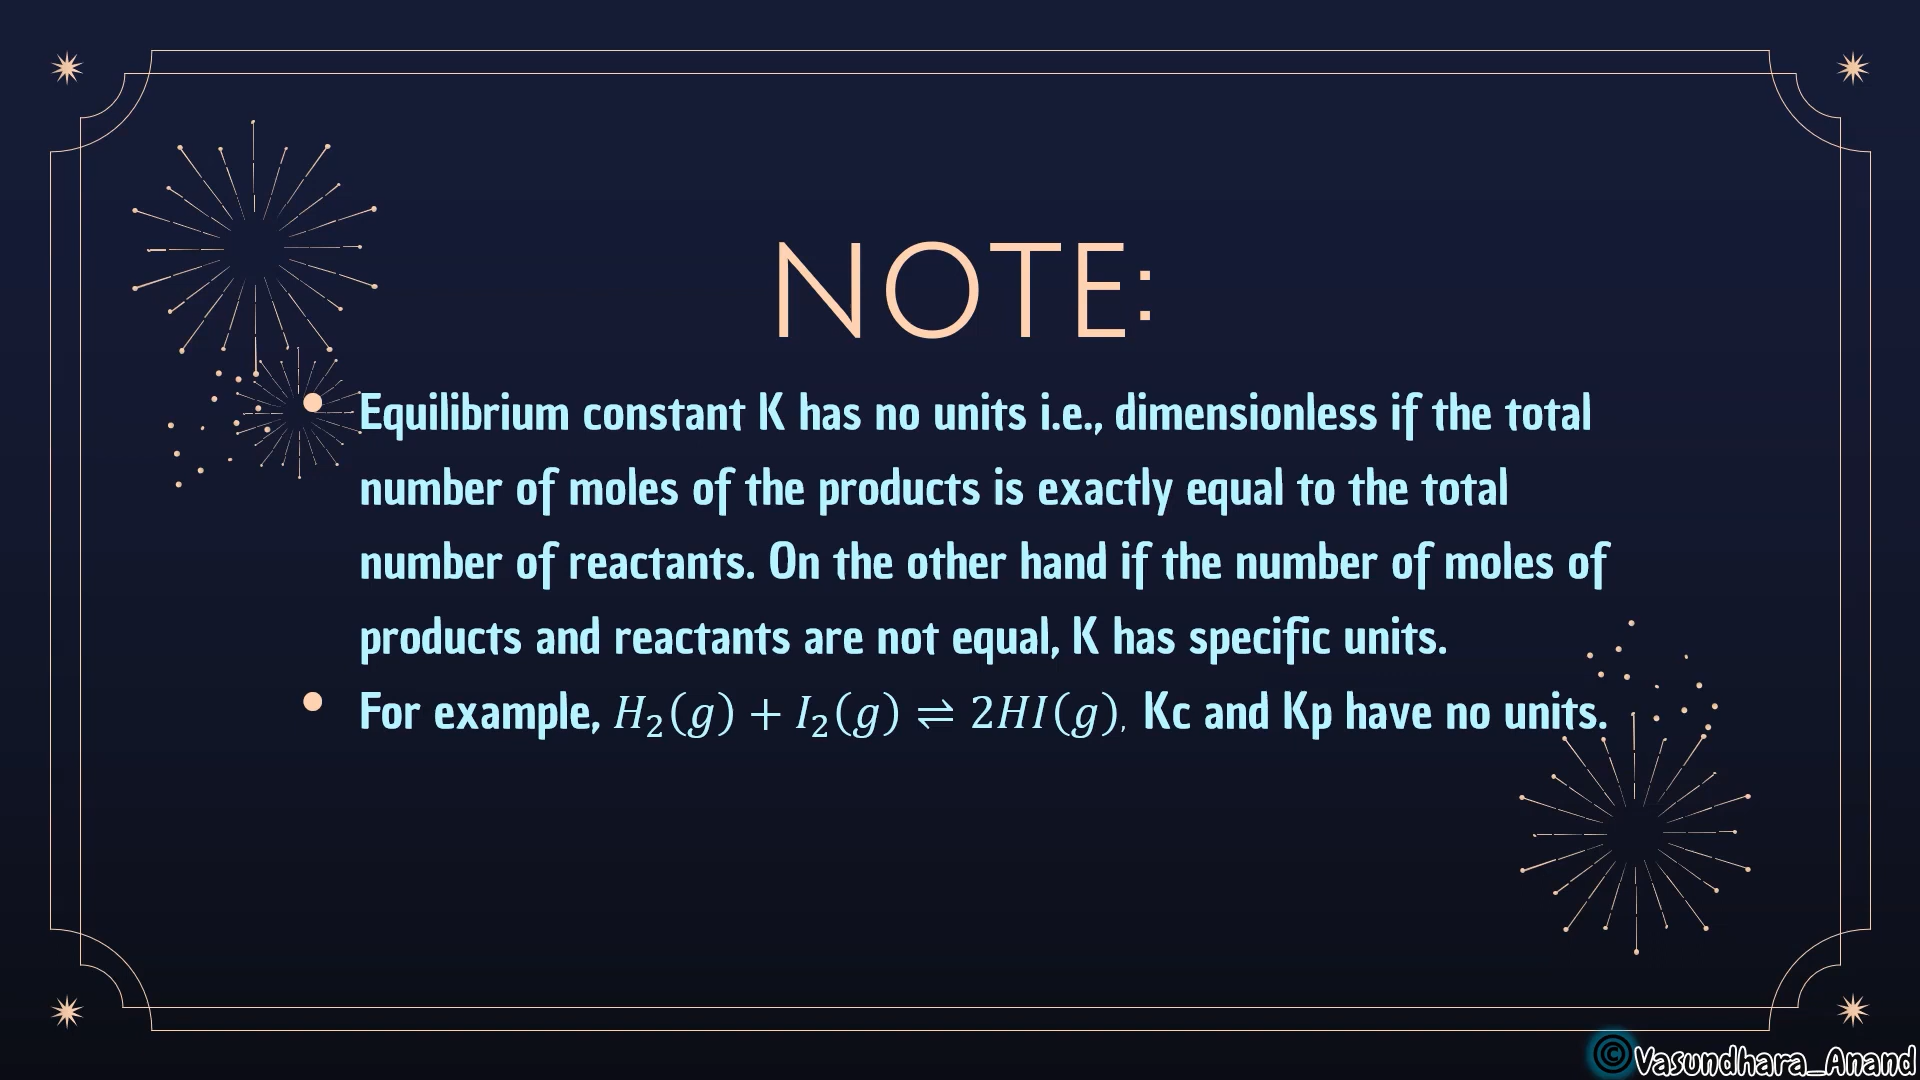 NOTE:
• Equilibrium constant K has no units i.e., dimensionless if the total
number of moles of the products is exactly equal to the total
number of reactants. On the other hand if the number of moles of
products and reactants are not equal, K has specific units.
• For example, H₂(g) + I₂(g) ⇌ 2HI(g), Kc and Kp have no units.
©Vasundhara_Anand